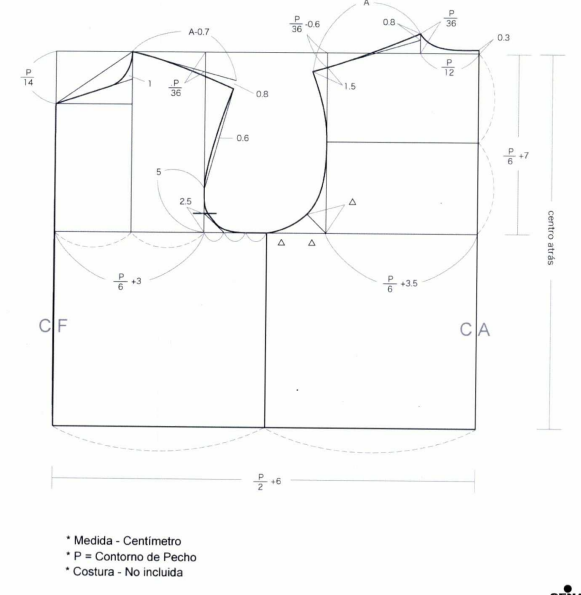 A
P/36 -0.6
0.8
P/36
0.3
A-0.7
P/12
P/14
P/36
1
0.8
1.5
0.6
P/6 +7
5
2.5
△
△ △
centro atrás
P/6 +3
P/6 +3.5
CF
CA
P/2 +6
* Medida - Centímetro
* P = Contorno de Pecho
* Costura - No incluida